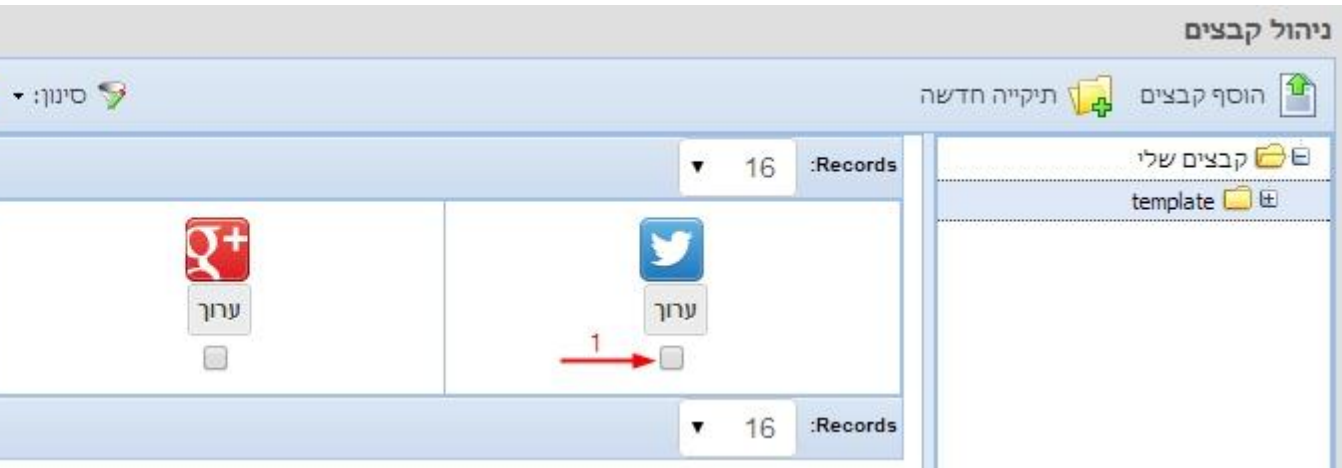 ניהול קבצים
הוסף קבצים תיקייה חדשה סינון:
קבצים שלי
template
Records: 16
g+
ערוך ערוך
1
Records: 16